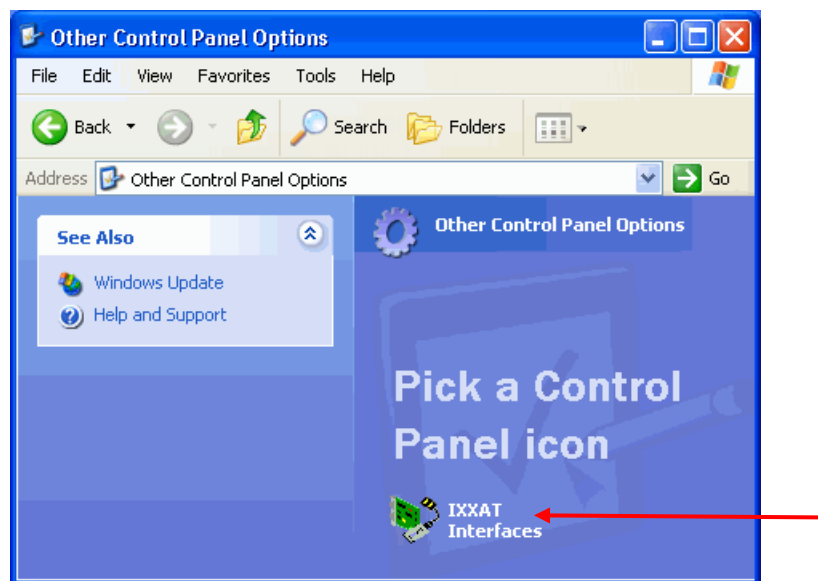 Other Control Panel Options
File Edit View Favorites Tools Help
Back Search Folders
Address Other Control Panel Options Go
See Also
Windows Update
Help and Support
Other Control Panel Options
Pick a Control
Panel icon
IXXAT
Interfaces